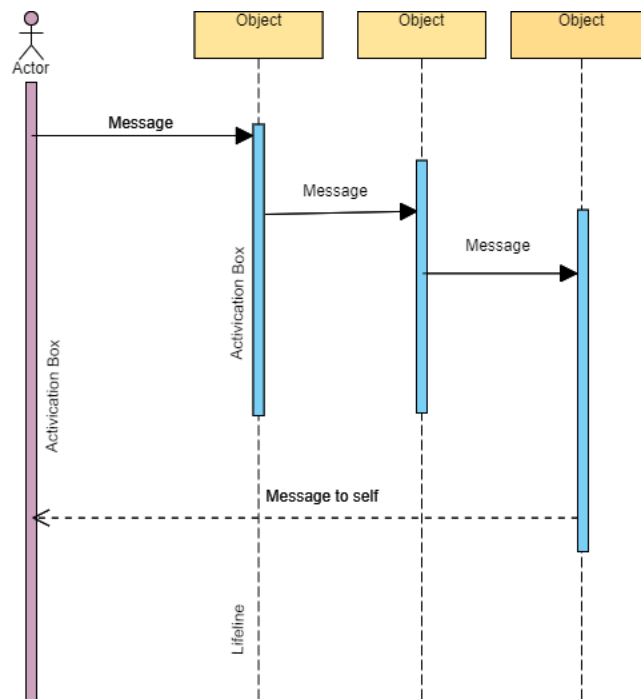 Object
Object
Object
Actor
Message
Message
Message
Activication Box
Activication Box
Message to self
Lifeline